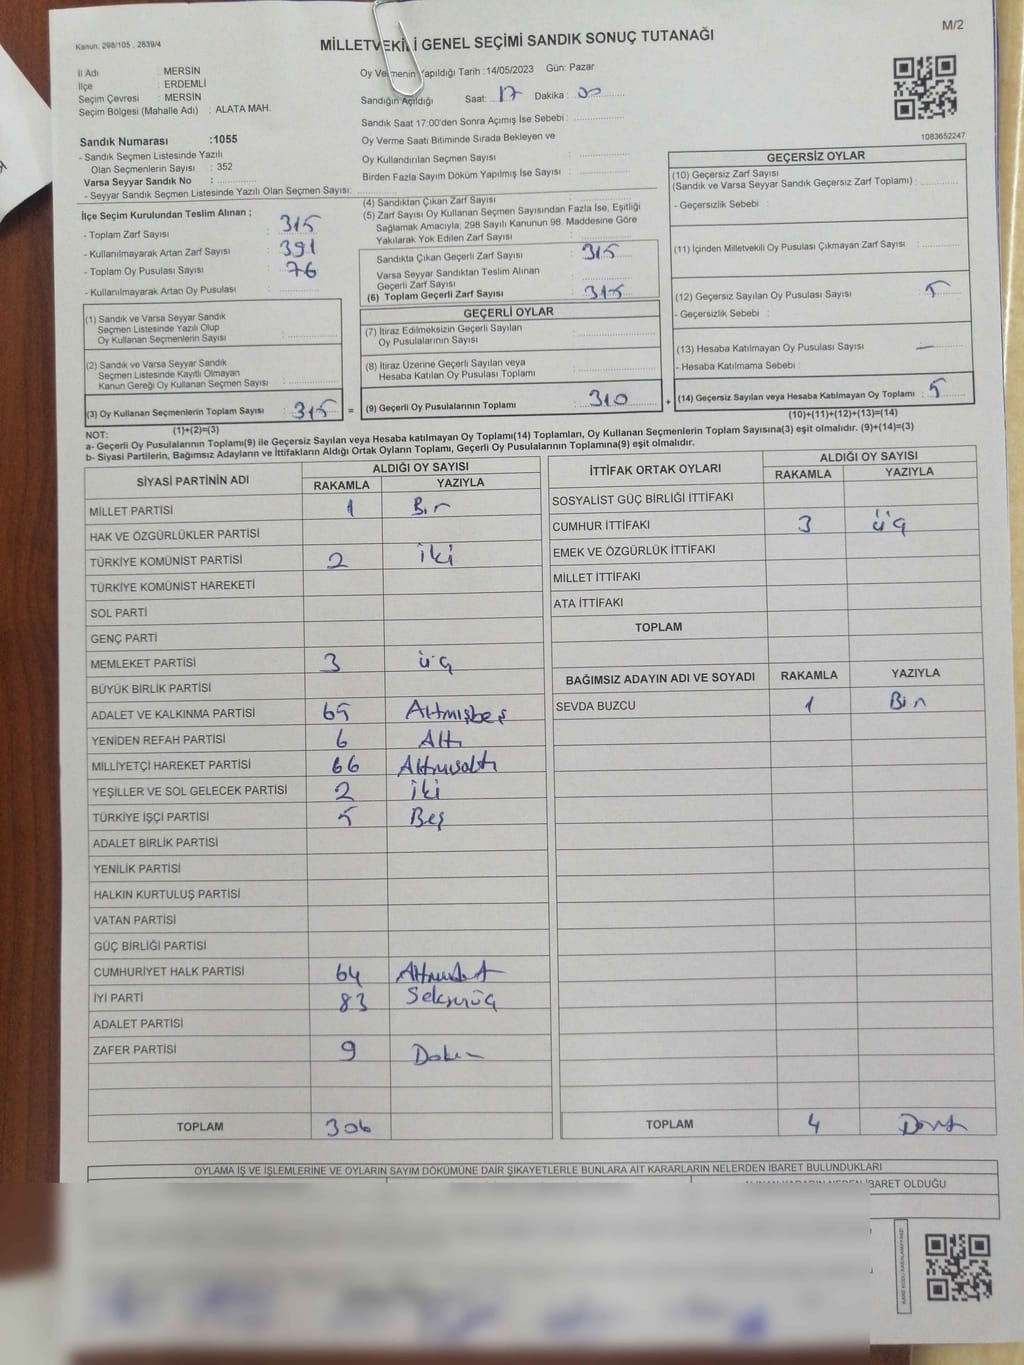 Kanun: 298/105 , 2839/4
M/2
MİLLETVEKİLİ GENEL SEÇİMİ SANDIK SONUÇ TUTANAĞI
İl Adı : MERSİN
İlçe : ERDEMLİ
Seçim Çevresi : MERSİN
Seçim Bölgesi (Mahalle Adı) : ALATA MAH.
Oy Vermenin Yapıldığı Tarih :14/05/2023 Gün: Pazar
Sandığın Açıldığı Saat: 17 Dakika : 00
Sandık Saat 17:00'den Sonra Açımış İse Sebebi :
Oy Verme Saati Bitiminde Sırada Bekleyen ve
Oy Kullandırılan Seçmen Sayısı :
Birden Fazla Sayım Döküm Yapılmış İse Sayısı :
1083652247
Sandık Numarası :1055
- Sandık Seçmen Listesinde Yazılı
Olan Seçmenlerin Sayısı : 352
Varsa Seyyar Sandık No :
- Seyyar Sandık Seçmen Listesinde Yazılı Olan Seçmen Sayısı:
İlçe Seçim Kurulundan Teslim Alınan ;
- Toplam Zarf Sayısı : 315
- Kullanılmayarak Artan Zarf Sayısı : 391
- Toplam Oy Pusulası Sayısı : 76
- Kullanılmayarak Artan Oy Pusulası :
(1) Sandık ve Varsa Seyyar Sandık
Seçmen Listesinde Yazılı Olup
Oy Kullanan Seçmenlerin Sayısı :
(2) Sandık ve Varsa Seyyar Sandık
Seçmen Listesinde Kayıtlı Olmayan
Kanun Gereği Oy Kullanan Seçmen Sayısı :
(3) Oy Kullanan Seçmenlerin Toplam Sayısı : 315 =
(1)+(2)=(3)
(4) Sandıktan Çıkan Zarf Sayısı :
(5) Zarf Sayısı Oy Kullanan Seçmen Sayısından Fazla İse, Eşitliği
Sağlamak Amacıyla, 298 Sayılı Kanunun 98. Maddesine Göre
Yakılarak Yok Edilen Zarf Sayısı :
Sandıkta Çıkan Geçerli Zarf Sayısı : 315
Varsa Seyyar Sandıktan Teslim Alınan
Geçerli Zarf Sayısı :
(6) Toplam Geçerli Zarf Sayısı : 315
GEÇERLİ OYLAR
(7) İtiraz Edilmeksizin Geçerli Sayılan
Oy Pusulalarının Sayısı :
(8) İtiraz Üzerine Geçerli Sayılan veya
Hesaba Katılan Oy Pusulası Toplamı :
(9) Geçerli Oy Pusulalarının Toplamı : 310 +
GEÇERSİZ OYLAR
(10) Geçersiz Zarf Sayısı
(Sandık ve Varsa Seyyar Sandık Geçersiz Zarf Toplamı) :
- Geçersizlik Sebebi :
(11) İçinden Milletvekili Oy Pusulası Çıkmayan Zarf Sayısı :
(12) Geçersiz Sayılan Oy Pusulası Sayısı : 5
- Geçersizlik Sebebi :
(13) Hesaba Katılmayan Oy Pusulası Sayısı : —
- Hesaba Katılmama Sebebi :
(14) Geçersiz Sayılan veya Hesaba Katılmayan Oy Toplamı : 5
(10)+(11)+(12)+(13)=(14)
NOT:
a- Geçerli Oy Pusulalarının Toplamı(9) ile Geçersiz Sayılan veya Hesaba katılmayan Oy Toplamı(14) Toplamları, Oy Kullanan Seçmenlerin Toplam Sayısına(3) eşit olmalıdır. (9)+(14)=(3)
b- Siyasi Partilerin, Bağımsız Adayların ve İttifakların Aldığı Ortak Oyların Toplamı, Geçerli Oy Pusulalarının Toplamına(9) eşit olmalıdır.
SİYASİ PARTİNİN ADI ALDIĞI OY SAYISI
RAKAMLA YAZIYLA
MİLLET PARTİSİ 1 Bir
HAK VE ÖZGÜRLÜKLER PARTİSİ
TÜRKİYE KOMÜNİST PARTİSİ 2 İki
TÜRKİYE KOMÜNİST HAREKETİ
SOL PARTİ
GENÇ PARTİ
MEMLEKET PARTİSİ 3 üç
BÜYÜK BİRLİK PARTİSİ
ADALET VE KALKINMA PARTİSİ 65 Altmışbeş
YENİDEN REFAH PARTİSİ 6 Altı
MİLLİYETÇİ HAREKET PARTİSİ 66 Altmışaltı
YEŞİLLER VE SOL GELECEK PARTİSİ 2 İki
TÜRKİYE İŞÇİ PARTİSİ 5 Beş
ADALET BİRLİK PARTİSİ
YENİLİK PARTİSİ
HALKIN KURTULUŞ PARTİSİ
VATAN PARTİSİ
GÜÇ BİRLİĞİ PARTİSİ
CUMHURİYET HALK PARTİSİ 64 Altmışdört
İYİ PARTİ 83 Seksenüç
ADALET PARTİSİ
ZAFER PARTİSİ 9 Dokuz
TOPLAM 306
İTTİFAK ORTAK OYLARI ALDIĞI OY SAYISI
RAKAMLA YAZIYLA
SOSYALİST GÜÇ BİRLİĞİ İTTİFAKI
CUMHUR İTTİFAKI 3 üç
EMEK VE ÖZGÜRLÜK İTTİFAKI
MİLLET İTTİFAKI
ATA İTTİFAKI
TOPLAM
BAĞIMSIZ ADAYIN ADI VE SOYADI RAKAMLA YAZIYLA
SEVDA BUZCU 1 Bir
TOPLAM 4 Dört
OYLAMA İŞ VE İŞLEMLERİNE VE OYLARIN SAYIM DÖKÜMÜNE DAİR ŞİKAYETLERLE BUNLARA AİT KARARLARIN NELERDEN İBARET BULUNDUKLARI
İBARET OLDUĞU